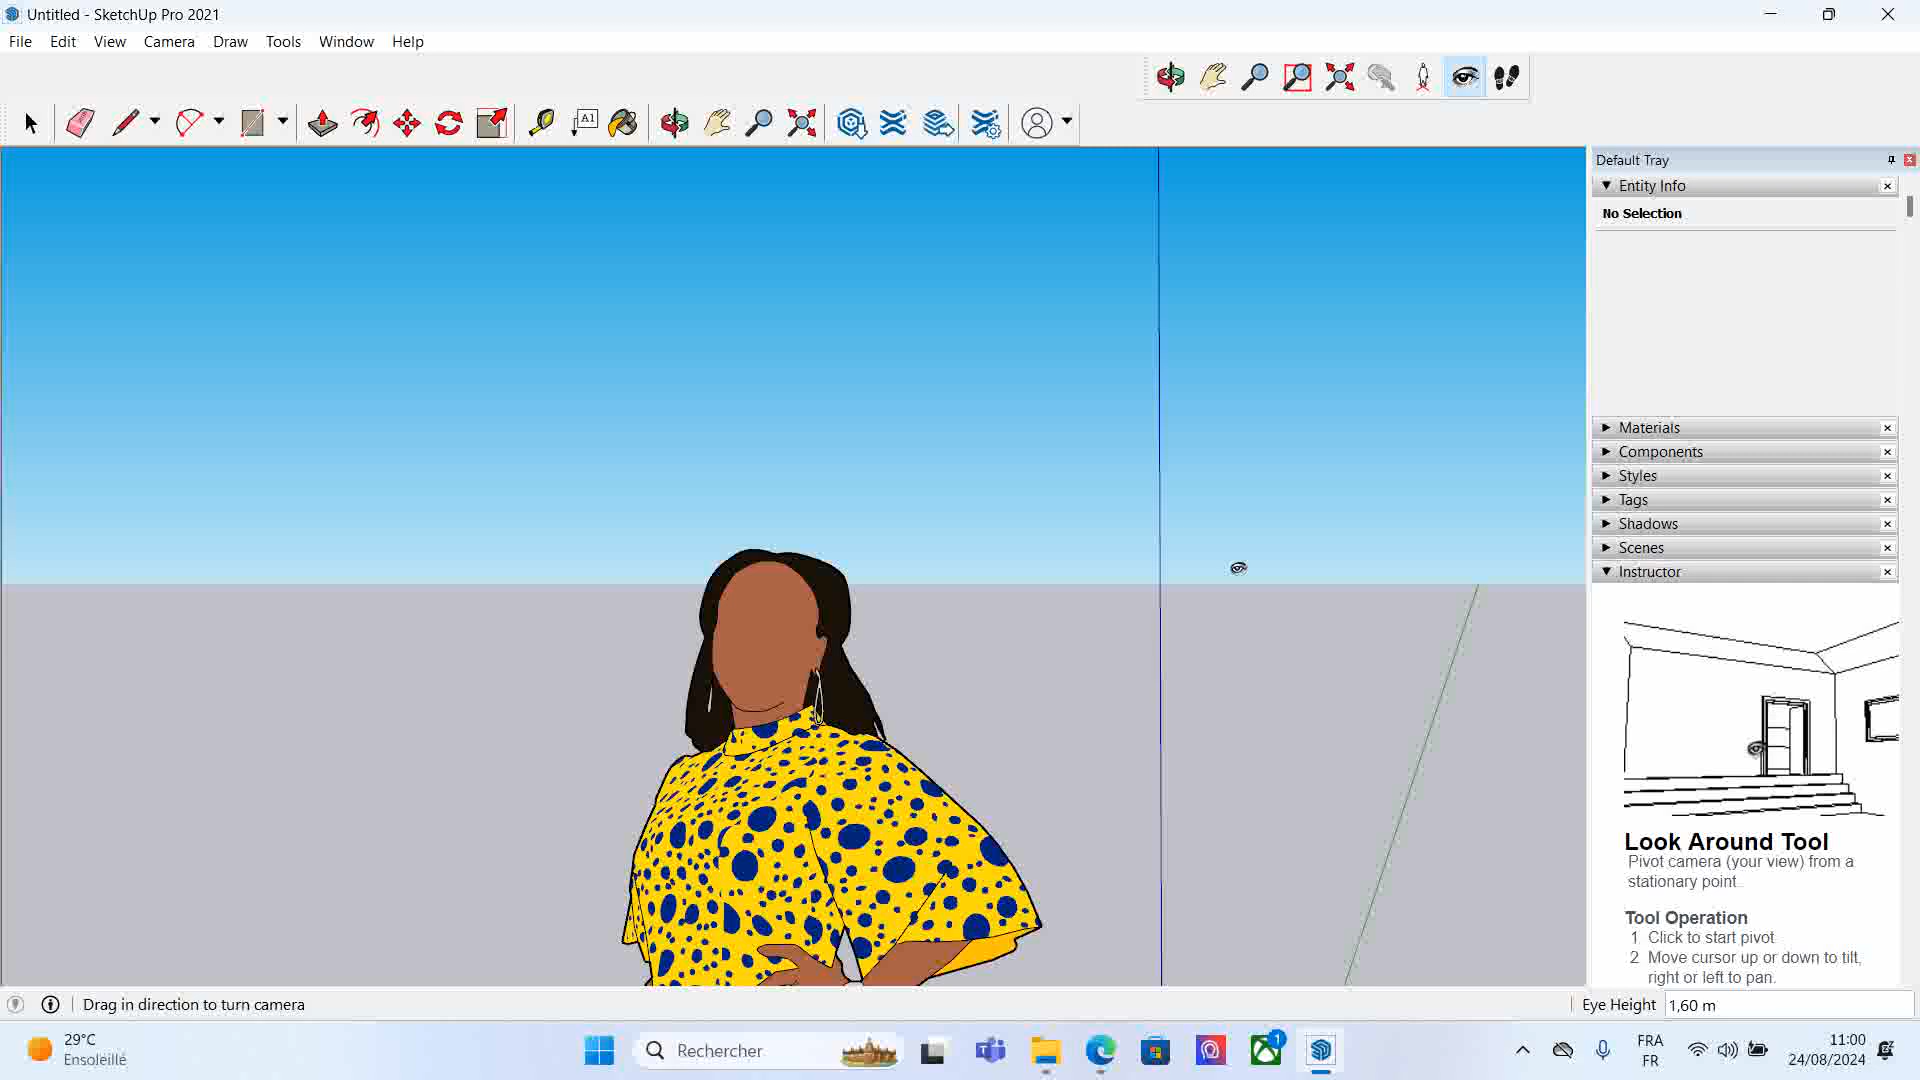 Untitled - SketchUp Pro 2021
File Edit View Camera Draw Tools Window Help
A1
Default Tray
Entity Info
No Selection
Materials
Components
Styles
Tags
Shadows
Scenes
Instructor
Look Around Tool
Pivot camera (your view) from a
stationary point.
Tool Operation
1 Click to start pivot
2 Move cursor up or down to tilt,
right or left to pan.
Drag in direction to turn camera
Eye Height 1,60 m
29°C
Ensoleillé
Rechercher
1
FRA
FR
11:00
24/08/2024